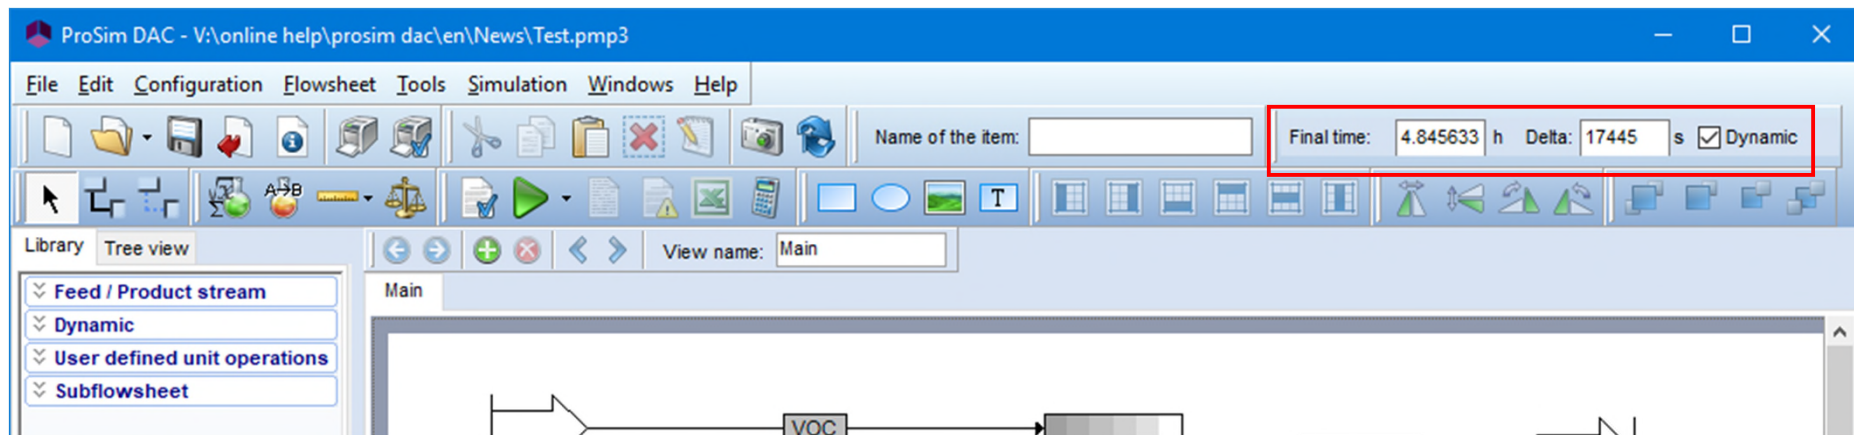 ProSim DAC - V:\online help\prosim dac\en\News\Test.pmp3
File Edit Configuration Flowsheet Tools Simulation Windows Help
Name of the item: Final time: 4.845633 h Delta: 17445 s Dynamic
A→B T
Library Tree view
View name: Main
Feed / Product stream
Main
Dynamic
User defined unit operations
Subflowsheet
VOC